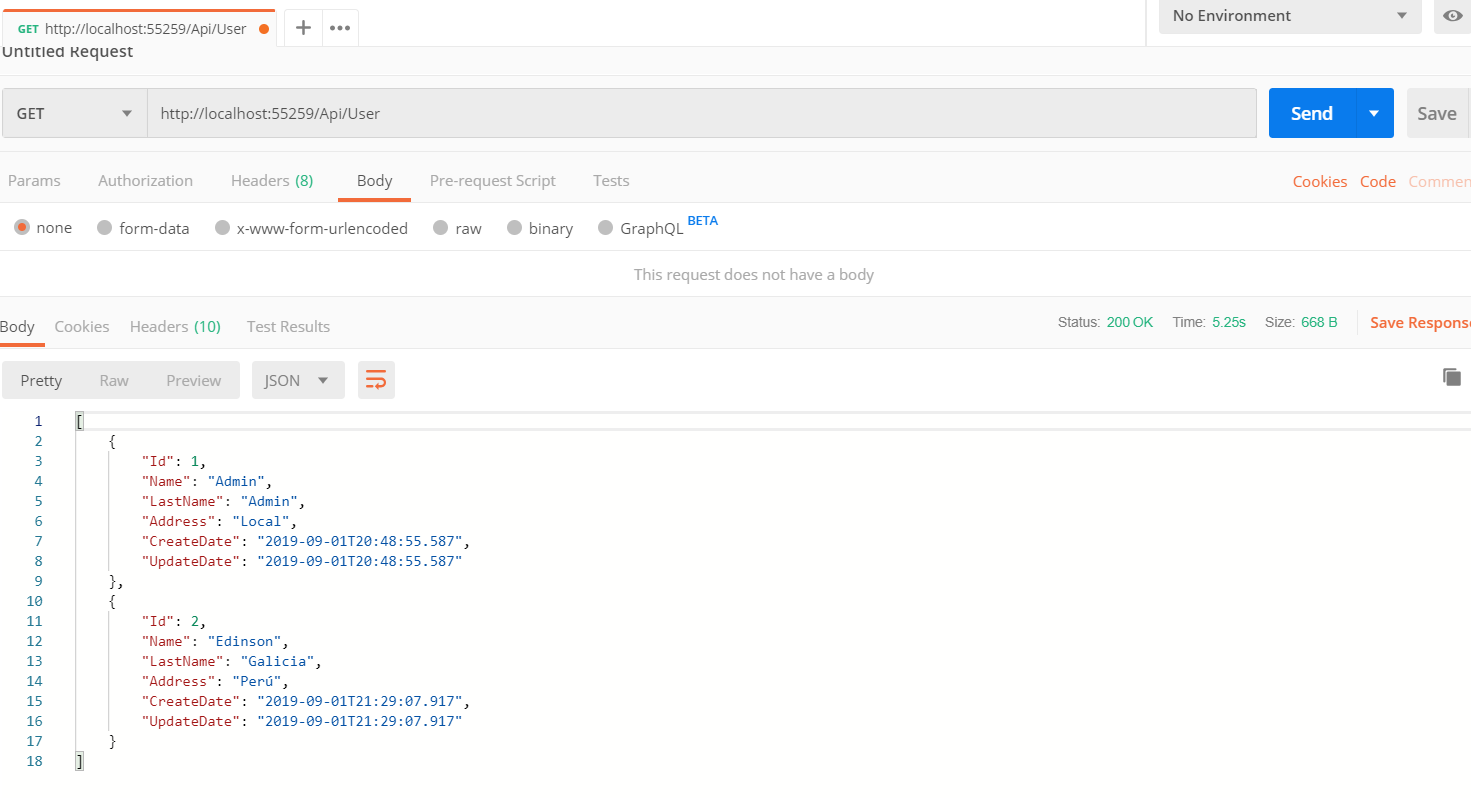 GET http://localhost:55259/Api/User + ••• No Environment
Untitled Request
GET http://localhost:55259/Api/User Send Save
Params Authorization Headers (8) Body Pre-request Script Tests Cookies Code Commen
none form-data x-www-form-urlencoded raw binary GraphQL BETA
This request does not have a body
Body Cookies Headers (10) Test Results Status: 200 OK Time: 5.25s Size: 668 B Save Respons
Pretty Raw Preview JSON
1 [
2 {
3 "Id": 1,
4 "Name": "Admin",
5 "LastName": "Admin",
6 "Address": "Local",
7 "CreateDate": "2019-09-01T20:48:55.587",
8 "UpdateDate": "2019-09-01T20:48:55.587"
9 },
10 {
11 "Id": 2,
12 "Name": "Edinson",
13 "LastName": "Galicia",
14 "Address": "Perú",
15 "CreateDate": "2019-09-01T21:29:07.917",
16 "UpdateDate": "2019-09-01T21:29:07.917"
17 }
18 ]